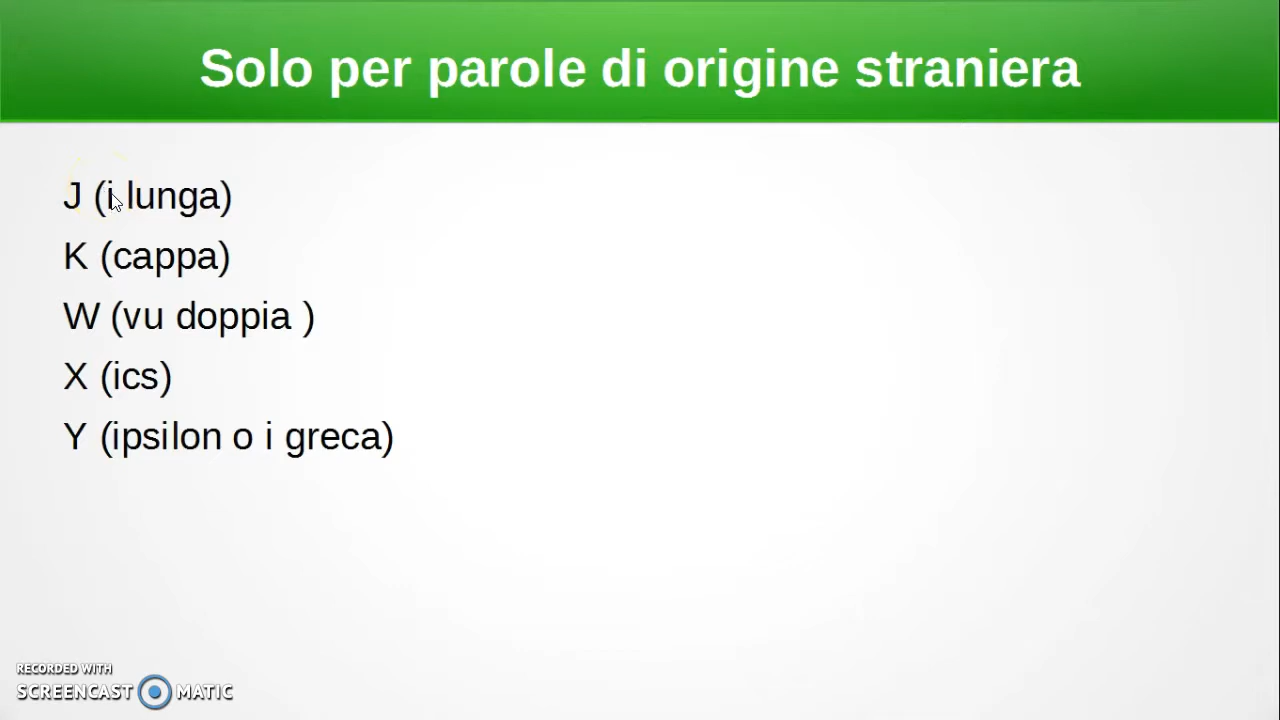 Solo per parole di origine straniera
J (i lunga)
K (cappa)
W (vu doppia )
X (ics)
Y (ipsilon o i greca)
RECORDED WITH
SCREENCAST MATIC